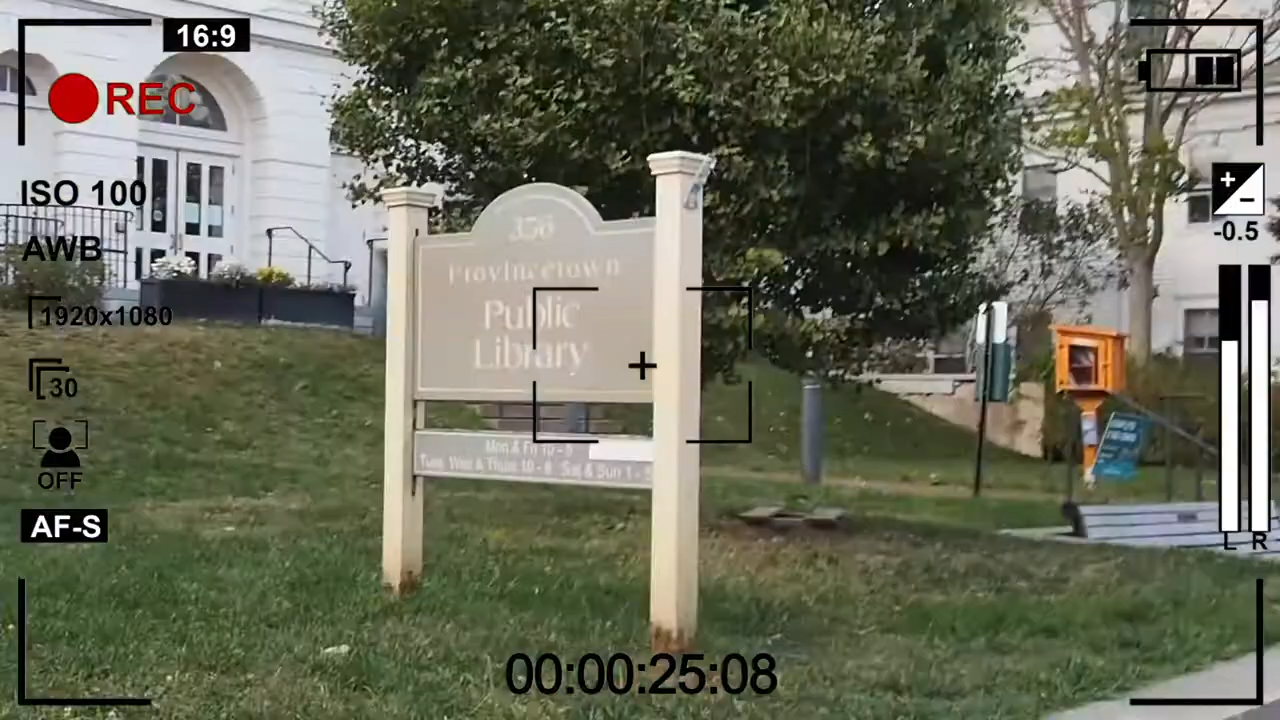 16:9
REC
ISO 100
AWB
1920x1080
30
OFF
AF-S
-0.5
L R
356
Provincetown
Public
Library
Mon & Fri 10 - 5
Tues, Wed & Thurs 10 - 8 Sat & Sun 1 - 5
00:00:25:08